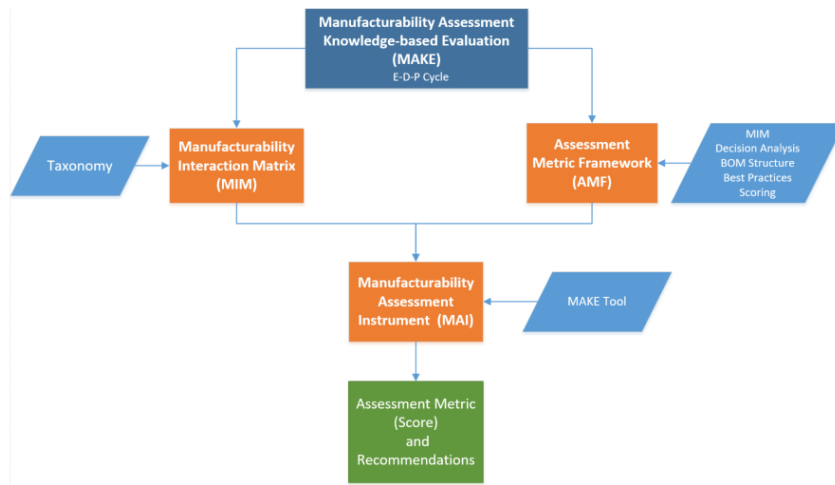 Manufacturability Assessment
Knowledge-based Evaluation
(MAKE)
E-D-P Cycle
Taxonomy
Manufacturability
Interaction Matrix
(MIM)
Assessment
Metric Framework
(AMF)
MIM
Decision Analysis
BOM Structure
Best Practices
Scoring
Manufacturability
Assessment
Instrument (MAI)
MAKE Tool
Assessment Metric
(Score)
and
Recommendations